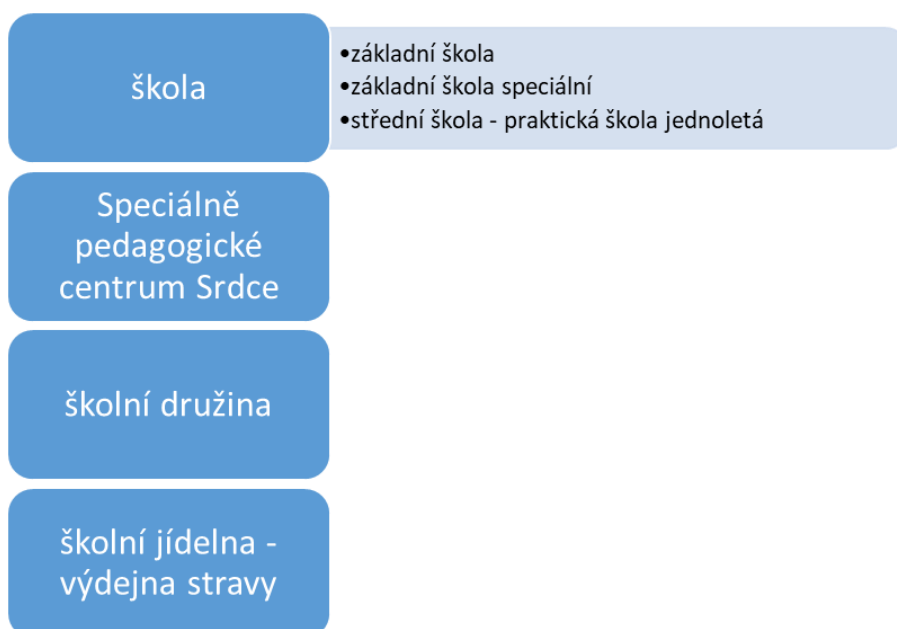 škola
•základní škola
•základní škola speciální
•střední škola - praktická škola jednoletá
Speciálně
pedagogické
centrum Srdce
školní družina
školní jídelna -
výdejna stravy